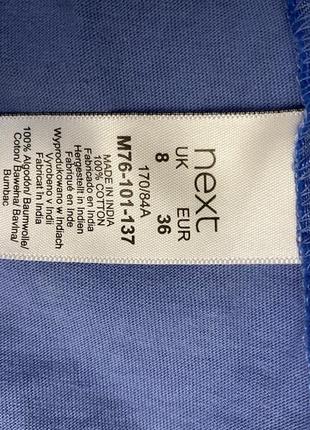 next
UK EUR
8 36
170/84A
M76-101-137
100% COTTON
MADE IN INDIA
Fabricado en India
Fabriqué en Inde
Hergestellt in Indien
Wyprodukowano w Indiach
Vyrobeno v Indii
Fabricat în India
100% Algodón/ Baumwolle/
Coton/ Bawełna/ Bavlna/
Bumbac